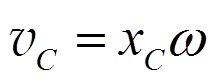 v_C = x_C ω